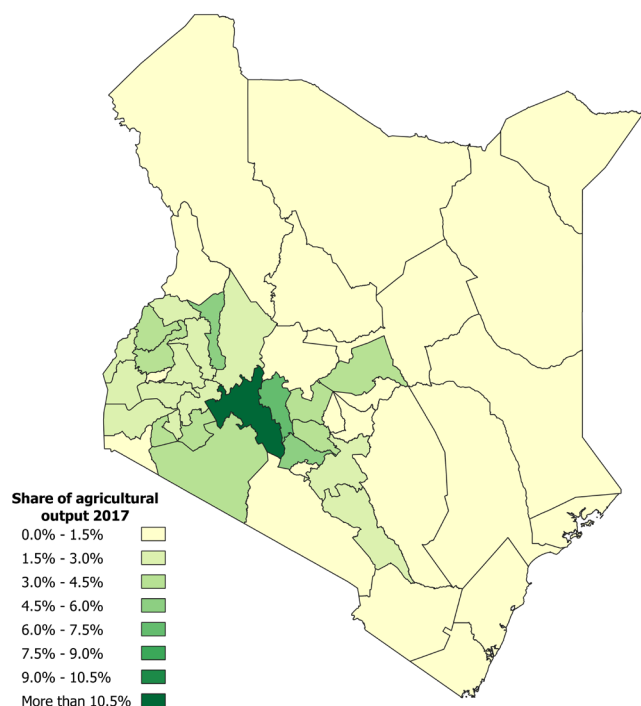 Share of agricultural
output 2017
0.0% - 1.5%
1.5% - 3.0%
3.0% - 4.5%
4.5% - 6.0%
6.0% - 7.5%
7.5% - 9.0%
9.0% - 10.5%
More than 10.5%